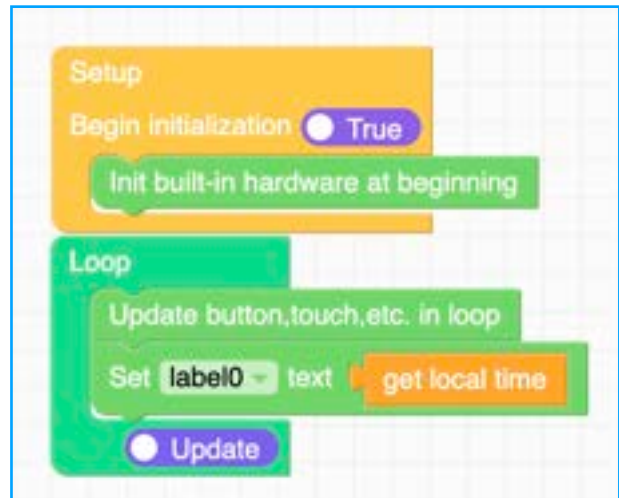 Setup
Begin initialization True
Init built-in hardware at beginning
Loop
Update button,touch,etc. in loop
Set label0 text get local time
Update